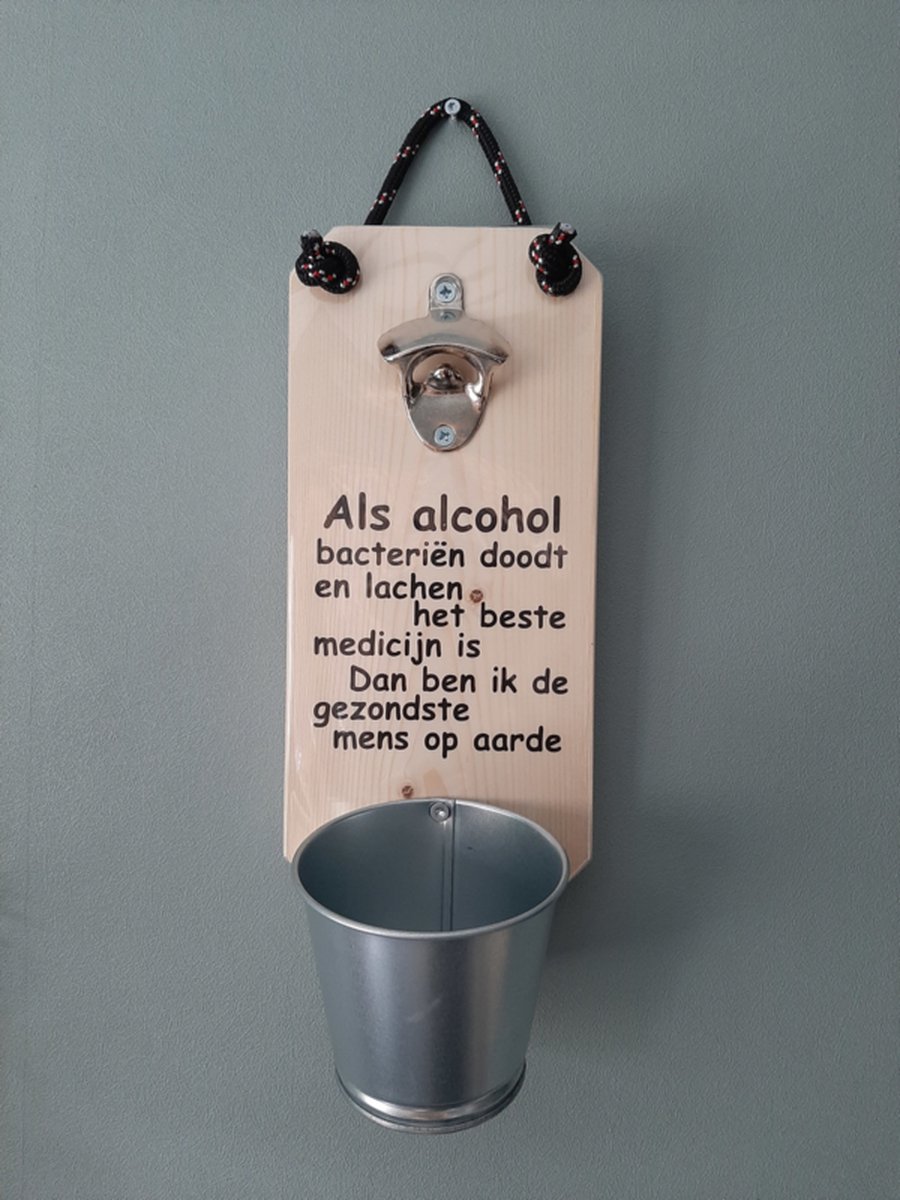 Als alcohol
bacteriën doodt
en lachen
het beste
medicijn is
Dan ben ik de
gezondste
mens op aarde